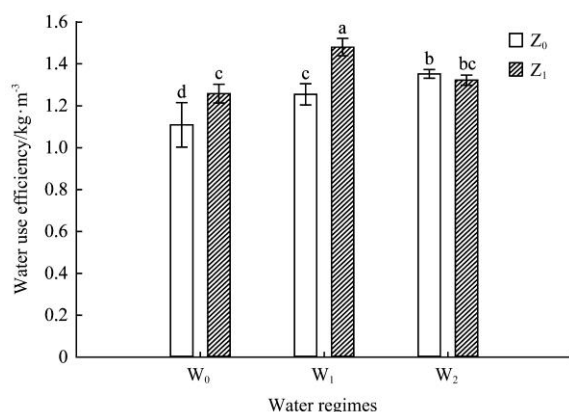 Water use efficiency/kg·m⁻³
1.6
1.4
1.2
1.0
0.8
0.6
0.4
0.2
0
d
c
c
a
b
bc
Z₀
Z₁
W₀
W₁
W₂
Water regimes